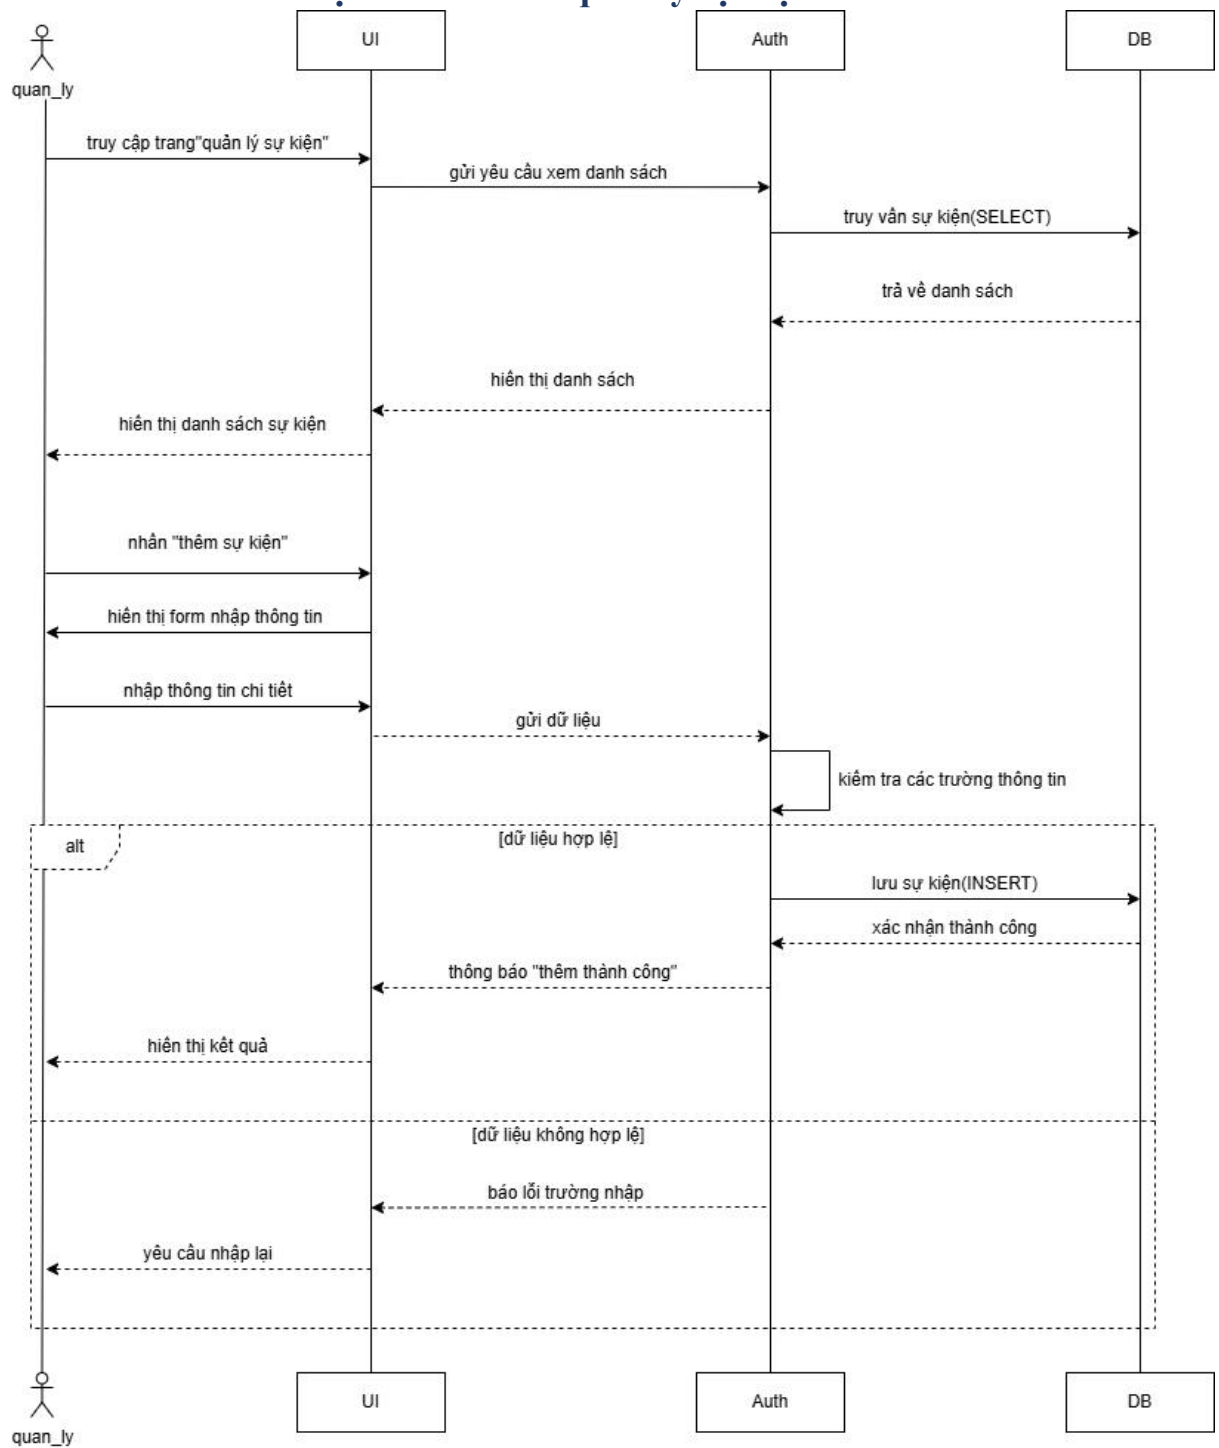 UI
Auth
DB
quan_ly
truy cập trang"quản lý sự kiện"
gửi yêu cầu xem danh sách
truy vấn sự kiện(SELECT)
trả về danh sách
hiển thị danh sách
hiển thị danh sách sự kiện
nhấn "thêm sự kiện"
hiển thị form nhập thông tin
nhập thông tin chi tiết
gửi dữ liệu
kiểm tra các trường thông tin
alt
[dữ liệu hợp lệ]
lưu sự kiện(INSERT)
xác nhận thành công
thông báo "thêm thành công"
hiển thị kết quả
[dữ liệu không hợp lệ]
báo lỗi trường nhập
yêu cầu nhập lại
UI
Auth
DB
quan_ly